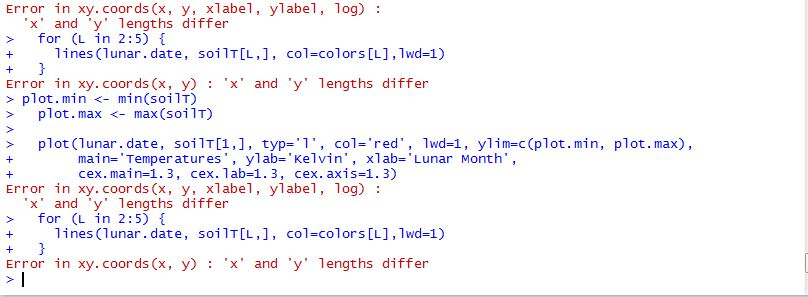 Error in xy.coords(x, y, xlabel, ylabel, log) :
  'x' and 'y' lengths differ
>   for (L in 2:5) {
+     lines(lunar.date, soilT[L,], col=colors[L],lwd=1)
+   }
Error in xy.coords(x, y) : 'x' and 'y' lengths differ
> plot.min <- min(soilT)
>   plot.max <- max(soilT)
>
>   plot(lunar.date, soilT[1,], typ='l', col='red', lwd=1, ylim=c(plot.min, plot.max),
+        main='Temperatures', ylab='Kelvin', xlab='Lunar Month',
+        cex.main=1.3, cex.lab=1.3, cex.axis=1.3)
Error in xy.coords(x, y, xlabel, ylabel, log) :
  'x' and 'y' lengths differ
>   for (L in 2:5) {
+     lines(lunar.date, soilT[L,], col=colors[L],lwd=1)
+   }
Error in xy.coords(x, y) : 'x' and 'y' lengths differ
>